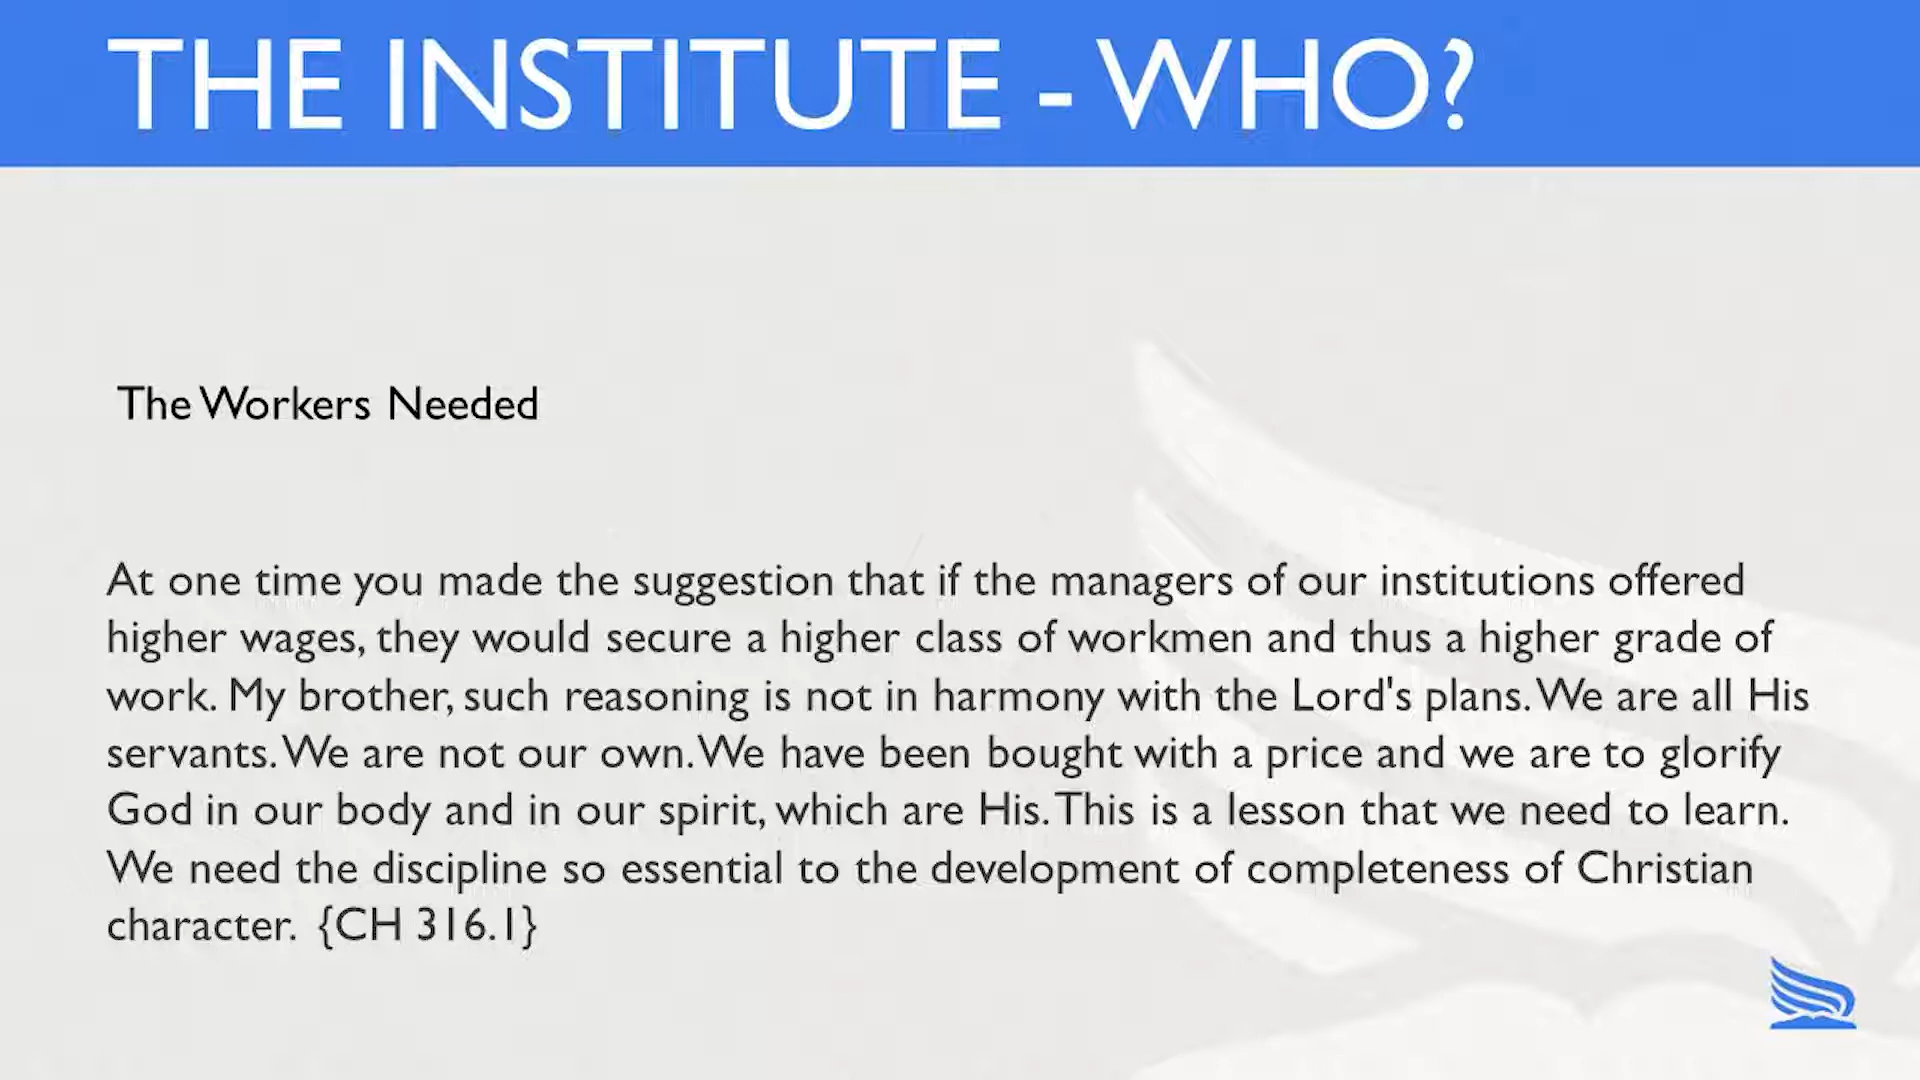 THE INSTITUTE - WHO?
The Workers Needed
At one time you made the suggestion that if the managers of our institutions offered
higher wages, they would secure a higher class of workmen and thus a higher grade of
work. My brother, such reasoning is not in harmony with the Lord's plans. We are all His
servants. We are not our own. We have been bought with a price and we are to glorify
God in our body and in our spirit, which are His. This is a lesson that we need to learn.
We need the discipline so essential to the development of completeness of Christian
character. {CH 316.1}